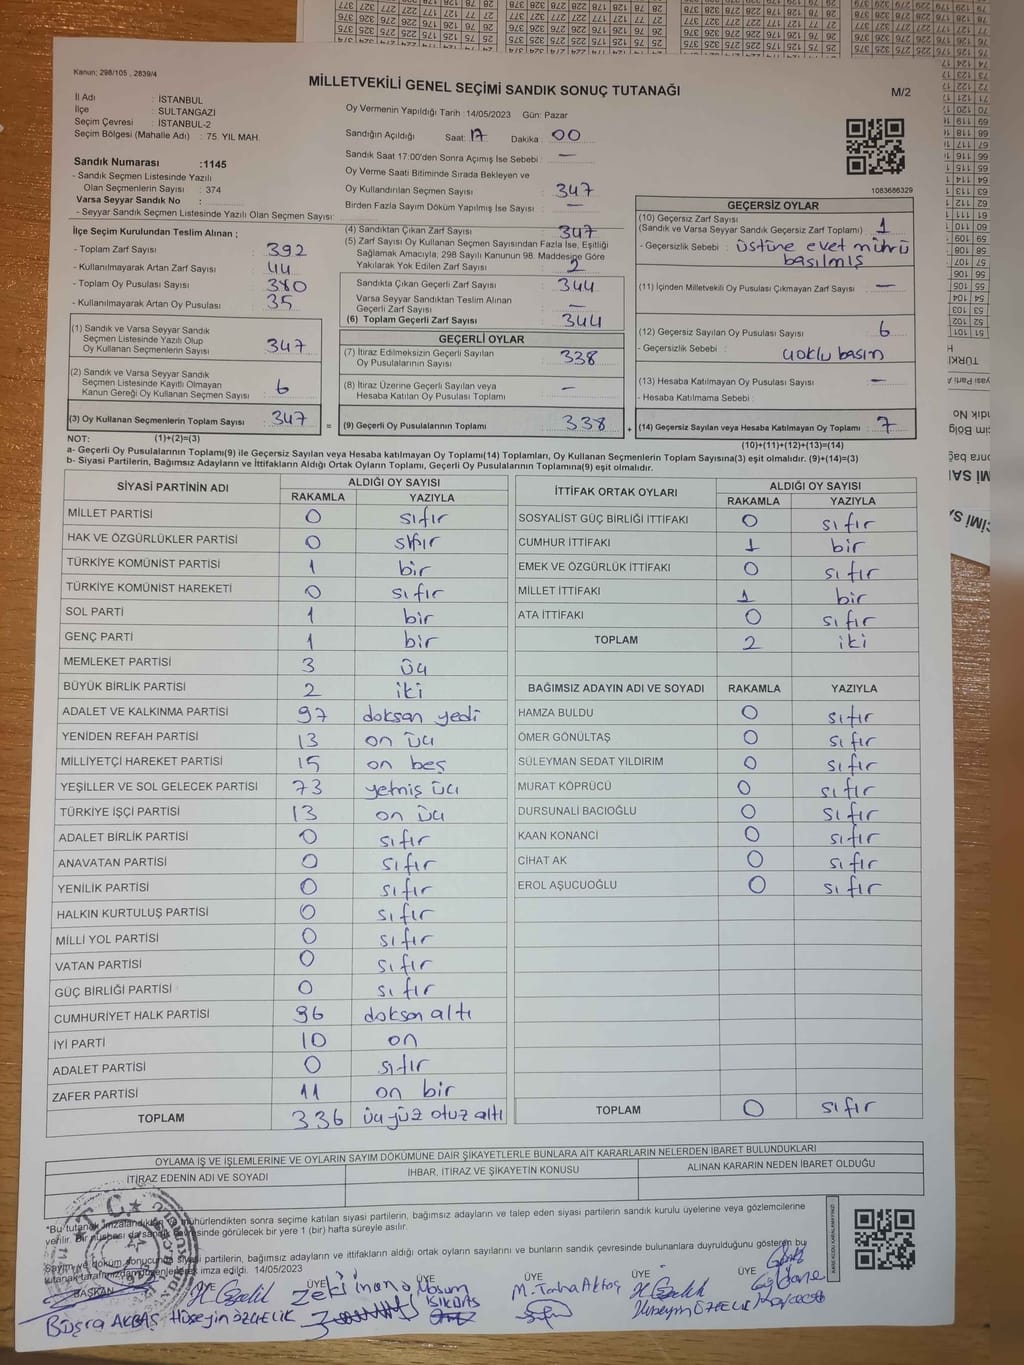 Kanun; 298/105 , 2839/4
MİLLETVEKİLİ GENEL SEÇİMİ SANDIK SONUÇ TUTANAĞI
M/2
İl Adı : İSTANBUL
İlçe : SULTANGAZİ
Seçim Çevresi : İSTANBUL-2
Seçim Bölgesi (Mahalle Adı) : 75. YIL MAH.
Sandık Numarası :1145
- Sandık Seçmen Listesinde Yazılı
Olan Seçmenlerin Sayısı : 374
Varsa Seyyar Sandık No :
- Seyyar Sandık Seçmen Listesinde Yazılı Olan Seçmen Sayısı:
Oy Vermenin Yapıldığı Tarih :14/05/2023 Gün: Pazar
Sandığın Açıldığı Saat: 17 Dakika : 00
Sandık Saat 17:00'den Sonra Açımış İse Sebebi : —
Oy Verme Saati Bitiminde Sırada Bekleyen ve
Oy Kullandırılan Seçmen Sayısı : 347
Birden Fazla Sayım Döküm Yapılmış İse Sayısı : —
1083686329
İlçe Seçim Kurulundan Teslim Alınan ;
- Toplam Zarf Sayısı : 392
- Kullanılmayarak Artan Zarf Sayısı : 44
- Toplam Oy Pusulası Sayısı : 380
- Kullanılmayarak Artan Oy Pusulası : 35
(1) Sandık ve Varsa Seyyar Sandık
Seçmen Listesinde Yazılı Olup
Oy Kullanan Seçmenlerin Sayısı : 347
(2) Sandık ve Varsa Seyyar Sandık
Seçmen Listesinde Kayıtlı Olmayan
Kanun Gereği Oy Kullanan Seçmen Sayısı : 6
(3) Oy Kullanan Seçmenlerin Toplam Sayısı : 347
(4) Sandıktan Çıkan Zarf Sayısı : 347
(5) Zarf Sayısı Oy Kullanan Seçmen Sayısından Fazla İse, Eşitliği
Sağlamak Amacıyla, 298 Sayılı Kanunun 98. Maddesine Göre
Yakılarak Yok Edilen Zarf Sayısı : 2
Sandıkta Çıkan Geçerli Zarf Sayısı : 344
Varsa Seyyar Sandıktan Teslim Alınan
Geçerli Zarf Sayısı : —
(6) Toplam Geçerli Zarf Sayısı : 344
GEÇERLİ OYLAR
(7) İtiraz Edilmeksizin Geçerli Sayılan
Oy Pusulalarının Sayısı : 338
(8) İtiraz Üzerine Geçerli Sayılan veya
Hesaba Katılan Oy Pusulası Toplamı : —
= (9) Geçerli Oy Pusulalarının Toplamı : 338
GEÇERSİZ OYLAR
(10) Geçersiz Zarf Sayısı
(Sandık ve Varsa Seyyar Sandık Geçersiz Zarf Toplamı) : 1
- Geçersizlik Sebebi : üstüne evet mührü
basılmış
(11) İçinden Milletvekili Oy Pusulası Çıkmayan Zarf Sayısı : —
(12) Geçersiz Sayılan Oy Pusulası Sayısı : 6
- Geçersizlik Sebebi :
(13) Hesaba Katılmayan Oy Pusulası Sayısı : —
- Hesaba Katılmama Sebebi :
+ (14) Geçersiz Sayılan veya Hesaba Katılmayan Oy Toplamı : 7
NOT: (1)+(2)=(3)
(10)+(11)+(12)+(13)=(14)
a- Geçerli Oy Pusulalarının Toplamı(9) ile Geçersiz Sayılan veya Hesaba Katılmayan Oy Toplamı(14) Toplamları, Oy Kullanan Seçmenlerin Toplam Sayısına(3) eşit olmalıdır. (9)+(14)=(3)
b- Siyasi Partilerin, Bağımsız Adayların ve İttifakların Aldığı Ortak Oyların Toplamı, Geçerli Oy Pusulalarının Toplamına(9) eşit olmalıdır.
SİYASİ PARTİNİN ADI ALDIĞI OY SAYISI
RAKAMLA YAZIYLA
MİLLET PARTİSİ 0 sıfır
HAK VE ÖZGÜRLÜKLER PARTİSİ 0 sıfır
TÜRKİYE KOMÜNİST PARTİSİ 1 bir
TÜRKİYE KOMÜNİST HAREKETİ 0 sıfır
SOL PARTİ 1 bir
GENÇ PARTİ 1 bir
MEMLEKET PARTİSİ 3 üç
BÜYÜK BİRLİK PARTİSİ 2 iki
ADALET VE KALKINMA PARTİSİ 97 doksan yedi
YENİDEN REFAH PARTİSİ 13 on üç
MİLLİYETÇİ HAREKET PARTİSİ 15 on beş
YEŞİLLER VE SOL GELECEK PARTİSİ 73 yetmiş üç
TÜRKİYE İŞÇİ PARTİSİ 13 on üç
ADALET BİRLİK PARTİSİ 0 sıfır
ANAVATAN PARTİSİ 0 sıfır
YENİLİK PARTİSİ 0 sıfır
HALKIN KURTULUŞ PARTİSİ 0 sıfır
MİLLİ YOL PARTİSİ 0 sıfır
VATAN PARTİSİ 0 sıfır
GÜÇ BİRLİĞİ PARTİSİ 0 sıfır
CUMHURİYET HALK PARTİSİ 96 doksan altı
İYİ PARTİ 10 on
ADALET PARTİSİ 0 sıfır
ZAFER PARTİSİ 11 on bir
TOPLAM 336 üçyüz otuz altı
İTTİFAK ORTAK OYLARI ALDIĞI OY SAYISI
RAKAMLA YAZIYLA
SOSYALİST GÜÇ BİRLİĞİ İTTİFAKI 0 sıfır
CUMHUR İTTİFAKI 1 bir
EMEK VE ÖZGÜRLÜK İTTİFAKI 0 sıfır
MİLLET İTTİFAKI 1 bir
ATA İTTİFAKI 0 sıfır
TOPLAM 2 iki
BAĞIMSIZ ADAYIN ADI VE SOYADI RAKAMLA YAZIYLA
HAMZA BULDU 0 sıfır
ÖMER GÖNÜLTAŞ 0 sıfır
SÜLEYMAN SEDAT YILDIRIM 0 sıfır
MURAT KÖPRÜCÜ 0 sıfır
DURSUNALİ BACIOĞLU 0 sıfır
KAAN KONANCİ 0 sıfır
CİHAT AK 0 sıfır
EROL AŞUCUOĞLU 0 sıfır
TOPLAM 0 sıfır
OYLAMA İŞ VE İŞLEMLERİNE VE OYLARIN SAYIM DÖKÜMÜNE DAİR ŞİKAYETLERLE BUNLARA AİT KARARLARIN NELERDEN İBARET BULUNDUKLARI
İTİRAZ EDENİN ADI VE SOYADI
İHBAR, İTİRAZ VE ŞİKAYETİN KONUSU
ALINAN KARARIN NEDEN İBARET OLDUĞU
*Bu tutanak imzalandıktan ve mühürlendikten sonra seçime katılan siyasi partilerin, bağımsız adayların ve talep eden siyasi partilerin sandık kurulu üyelerine veya gözlemcilerine
verilir. Bir nüshası da sandık çevresinde görülecek bir yere 1 (bir) hafta süreyle asılır.
Sayım ve döküm sonucunda siyasi partilerin, bağımsız adayların ve ittifakların aldığı ortak oyların sayılarını ve bunların sandık çevresinde bulunanlara duyrulduğunu gösteren bu
tutanak tarafımızdan düzenlenerek imza edildi. 14/05/2023
BAŞKAN ÜYE ÜYE ÜYE ÜYE ÜYE ÜYE
Büşra AKBAŞ Hüseyin ÖZÇELİK Zeki İnanç M. Taha Aktaş Hüseyin ÖZÇELİK